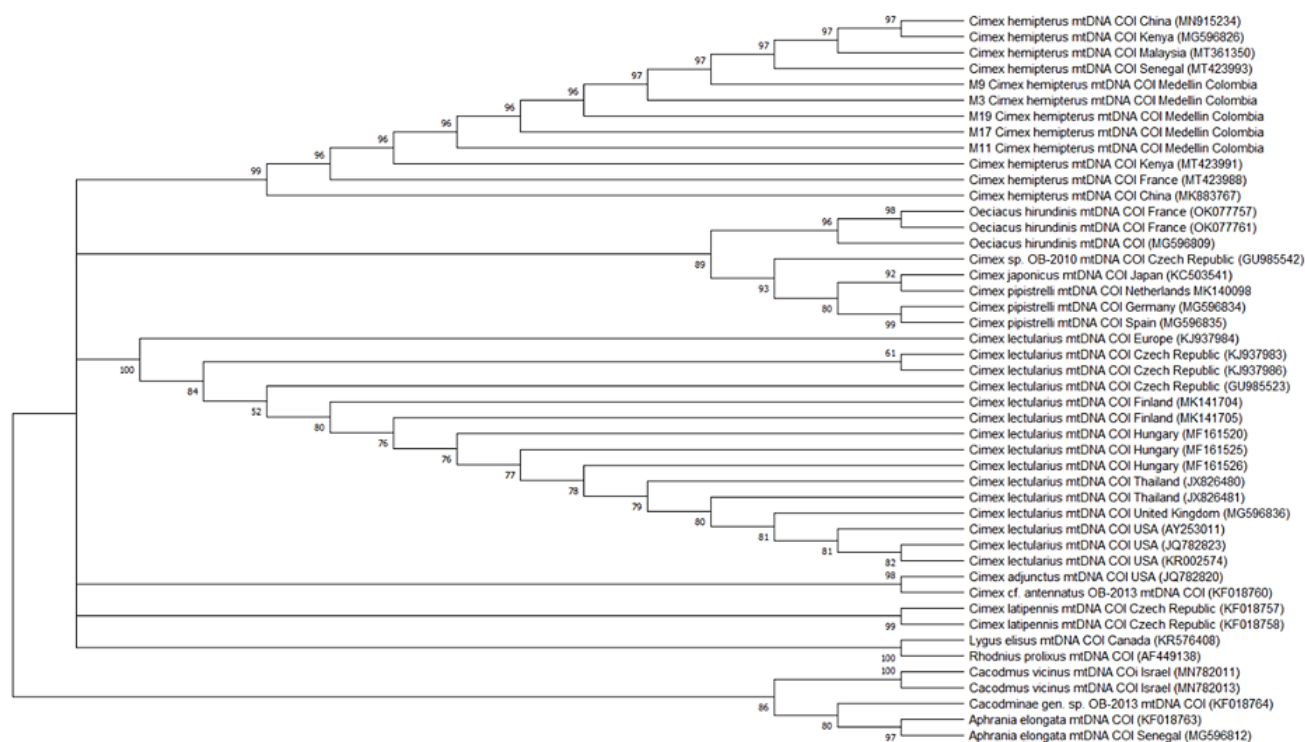 97 Cimex hemipterus mtDNA COI China (MN915234)
97 Cimex hemipterus mtDNA COI Kenya (MG596826)
97 Cimex hemipterus mtDNA COI Malaysia (MT361350)
97 Cimex hemipterus mtDNA COI Senegal (MT423993)
97 M9 Cimex hemipterus mtDNA COI Medellin Colombia
96 M3 Cimex hemipterus mtDNA COI Medellin Colombia
96 M19 Cimex hemipterus mtDNA COI Medellin Colombia
96 M17 Cimex hemipterus mtDNA COI Medellin Colombia
96 M11 Cimex hemipterus mtDNA COI Medellin Colombia
96 Cimex hemipterus mtDNA COI Kenya (MT423991)
99 Cimex hemipterus mtDNA COI France (MT423988)
Cimex hemipterus mtDNA COI China (MK883767)
98 Oeciacus hirundinis mtDNA COI France (OK077757)
96 Oeciacus hirundinis mtDNA COI France (OK077761)
Oeciacus hirundinis mtDNA COI (MG596809)
89 Cimex sp. OB-2010 mtDNA COI Czech Republic (GU985542)
92 Cimex japonicus mtDNA COI Japan (KC503541)
93 Cimex pipistrelli mtDNA COI Netherlands MK140098
80 Cimex pipistrelli mtDNA COI Germany (MG596834)
99 Cimex pipistrelli mtDNA COI Spain (MG596835)
Cimex lectularius mtDNA COI Europe (KJ937984)
61 Cimex lectularius mtDNA COI Czech Republic (KJ937983)
100 Cimex lectularius mtDNA COI Czech Republic (KJ937986)
84 Cimex lectularius mtDNA COI Czech Republic (GU985523)
52 Cimex lectularius mtDNA COI Finland (MK141704)
80 Cimex lectularius mtDNA COI Finland (MK141705)
76 Cimex lectularius mtDNA COI Hungary (MF161520)
76 Cimex lectularius mtDNA COI Hungary (MF161525)
77 Cimex lectularius mtDNA COI Hungary (MF161526)
78 Cimex lectularius mtDNA COI Thailand (JX826480)
79 Cimex lectularius mtDNA COI Thailand (JX826481)
80 Cimex lectularius mtDNA COI United Kingdom (MG596836)
81 Cimex lectularius mtDNA COI USA (AY253011)
81 Cimex lectularius mtDNA COI USA (JQ782823)
82 Cimex lectularius mtDNA COI USA (KR002574)
98 Cimex adjunctus mtDNA COI USA (JQ782820)
Cimex cf. antennatus OB-2013 mtDNA COI (KF018760)
Cimex latipennis mtDNA COI Czech Republic (KF018757)
99 Cimex latipennis mtDNA COI Czech Republic (KF018758)
Lygus elisus mtDNA COI Canada (KR576408)
100 Rhodnius prolixus mtDNA COI (AF449138)
100 Cacodmus vicinus mtDNA COi Israel (MN782011)
Cacodmus vicinus mtDNA COI Israel (MN782013)
86 Cacodminae gen. sp. OB-2013 mtDNA COI (KF018764)
80 Aphrania elongata mtDNA COI (KF018763)
97 Aphrania elongata mtDNA COI Senegal (MG596812)